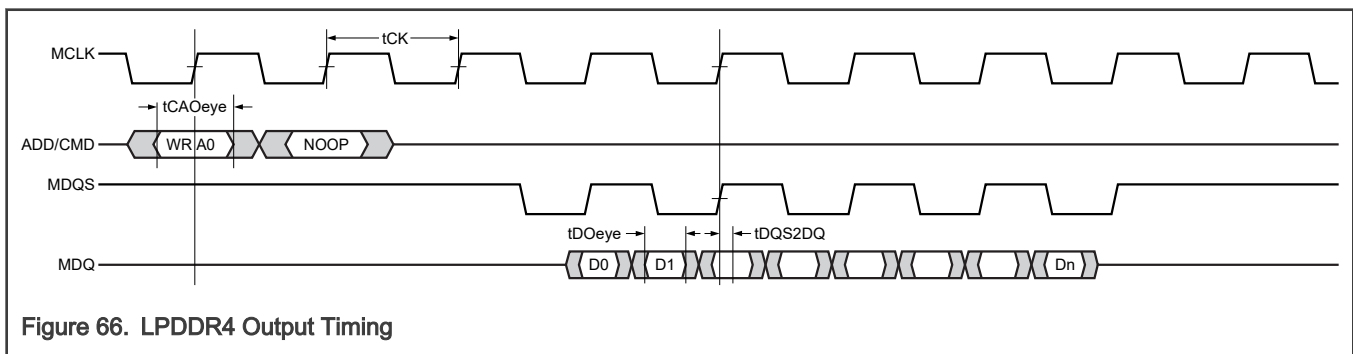 MCLK
tCK
tCAOeye
ADD/CMD
WR A0
NOOP
MDQS
tDOeye
tDQS2DQ
MDQ
D0
D1
Dn
Figure 66. LPDDR4 Output Timing